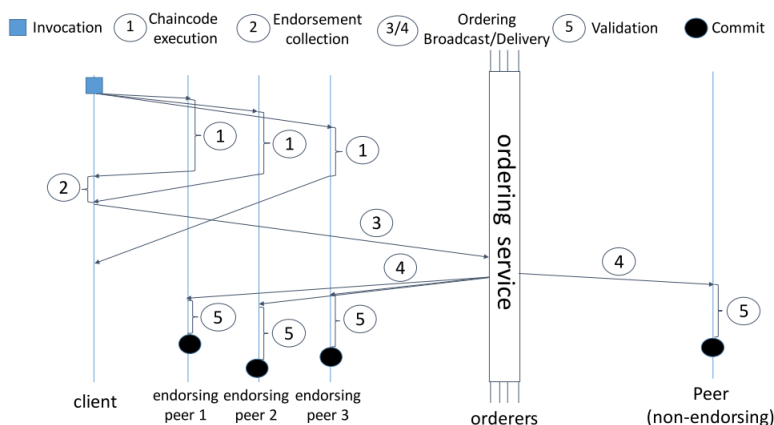 Invocation
1
Chaincode
execution
2
Endorsement
collection
3/4
Ordering
Broadcast/Delivery
5
Validation
Commit
1
1
1
2
3
4
4
5
5
5
5
ordering service
client
endorsing
peer 1
endorsing
peer 2
endorsing
peer 3
orderers
Peer
(non-endorsing)